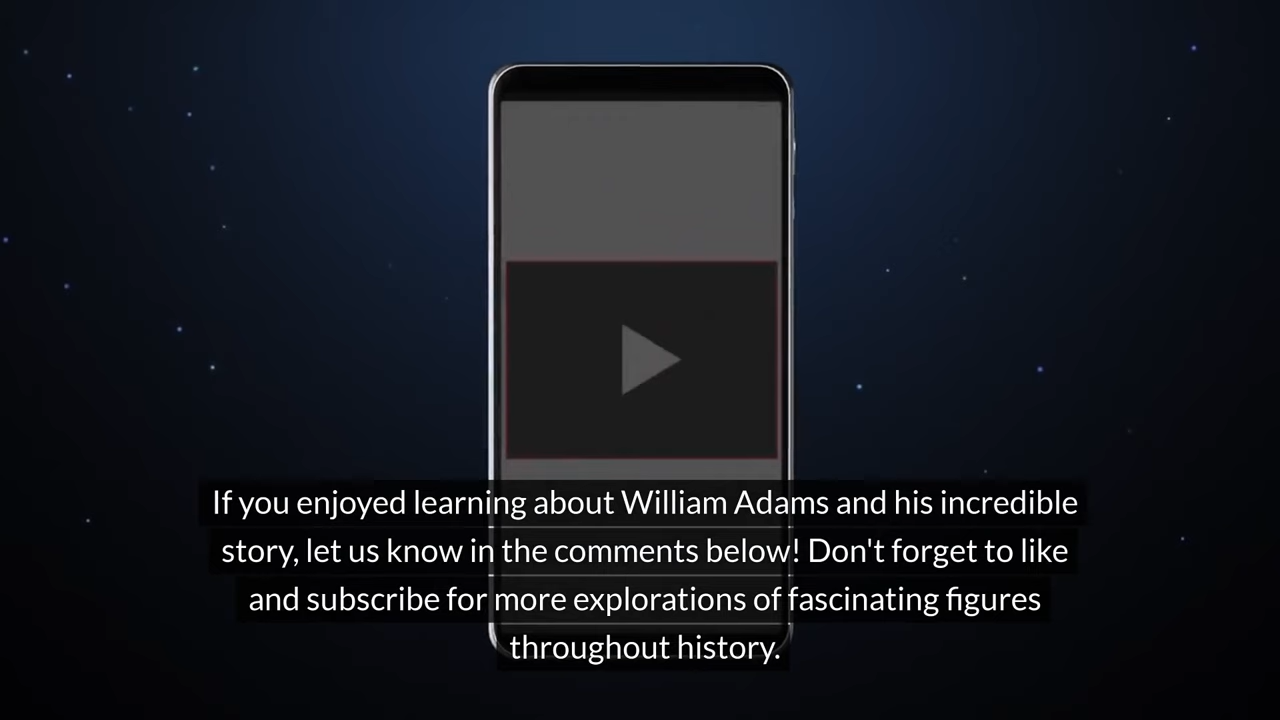 If you enjoyed learning about William Adams and his incredible
story, let us know in the comments below! Don't forget to like
and subscribe for more explorations of fascinating figures
throughout history.